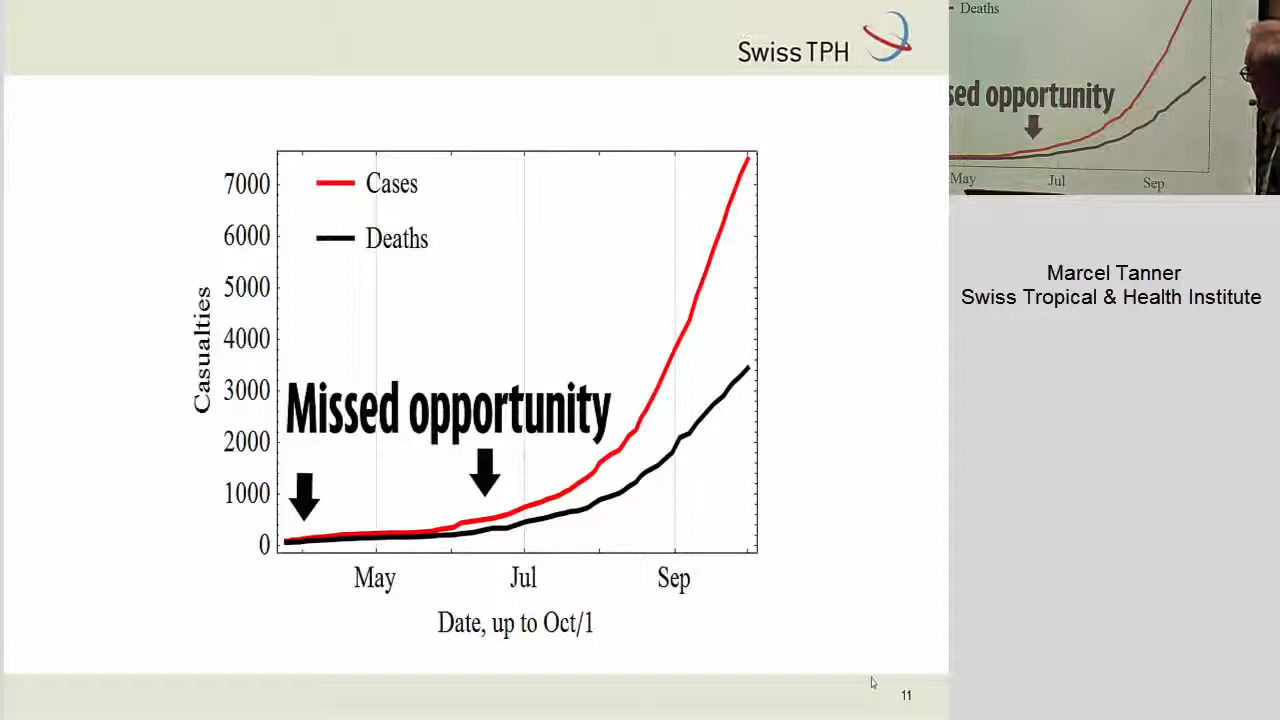 Swiss TPH
Cases
Deaths
7000
6000
5000
4000
3000
2000
1000
0
Casualties
Missed opportunity
May
Jul
Sep
Date, up to Oct/1
11
Deaths
sed opportunity
May
Jul
Sep
Marcel Tanner
Swiss Tropical & Health Institute